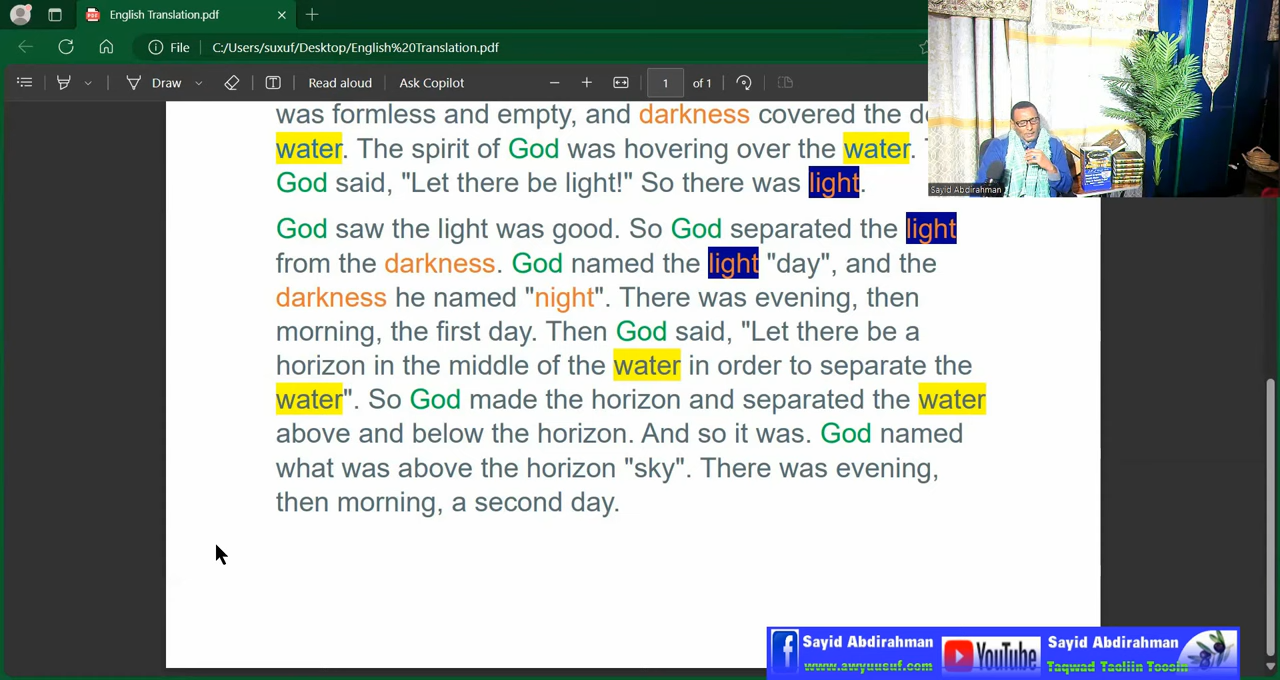 English Translation.pdf
File C:/Users/suxuf/Desktop/English%20Translation.pdf
Draw Read aloud Ask Copilot 1 of 1
was formless and empty, and darkness covered the
water. The spirit of God was hovering over the water.
God said, "Let there be light!" So there was light.
God saw the light was good. So God separated the light
from the darkness. God named the light "day", and the
darkness he named "night". There was evening, then
morning, the first day. Then God said, "Let there be a
horizon in the middle of the water in order to separate the
water". So God made the horizon and separated the water
above and below the horizon. And so it was. God named
what was above the horizon "sky". There was evening,
then morning, a second day.
Sayid Abdirahman
Sayid Abdirahman
www.awyuusuf.com
YouTube
Sayid Abdirahman
Taqwad Taoliin Toosin